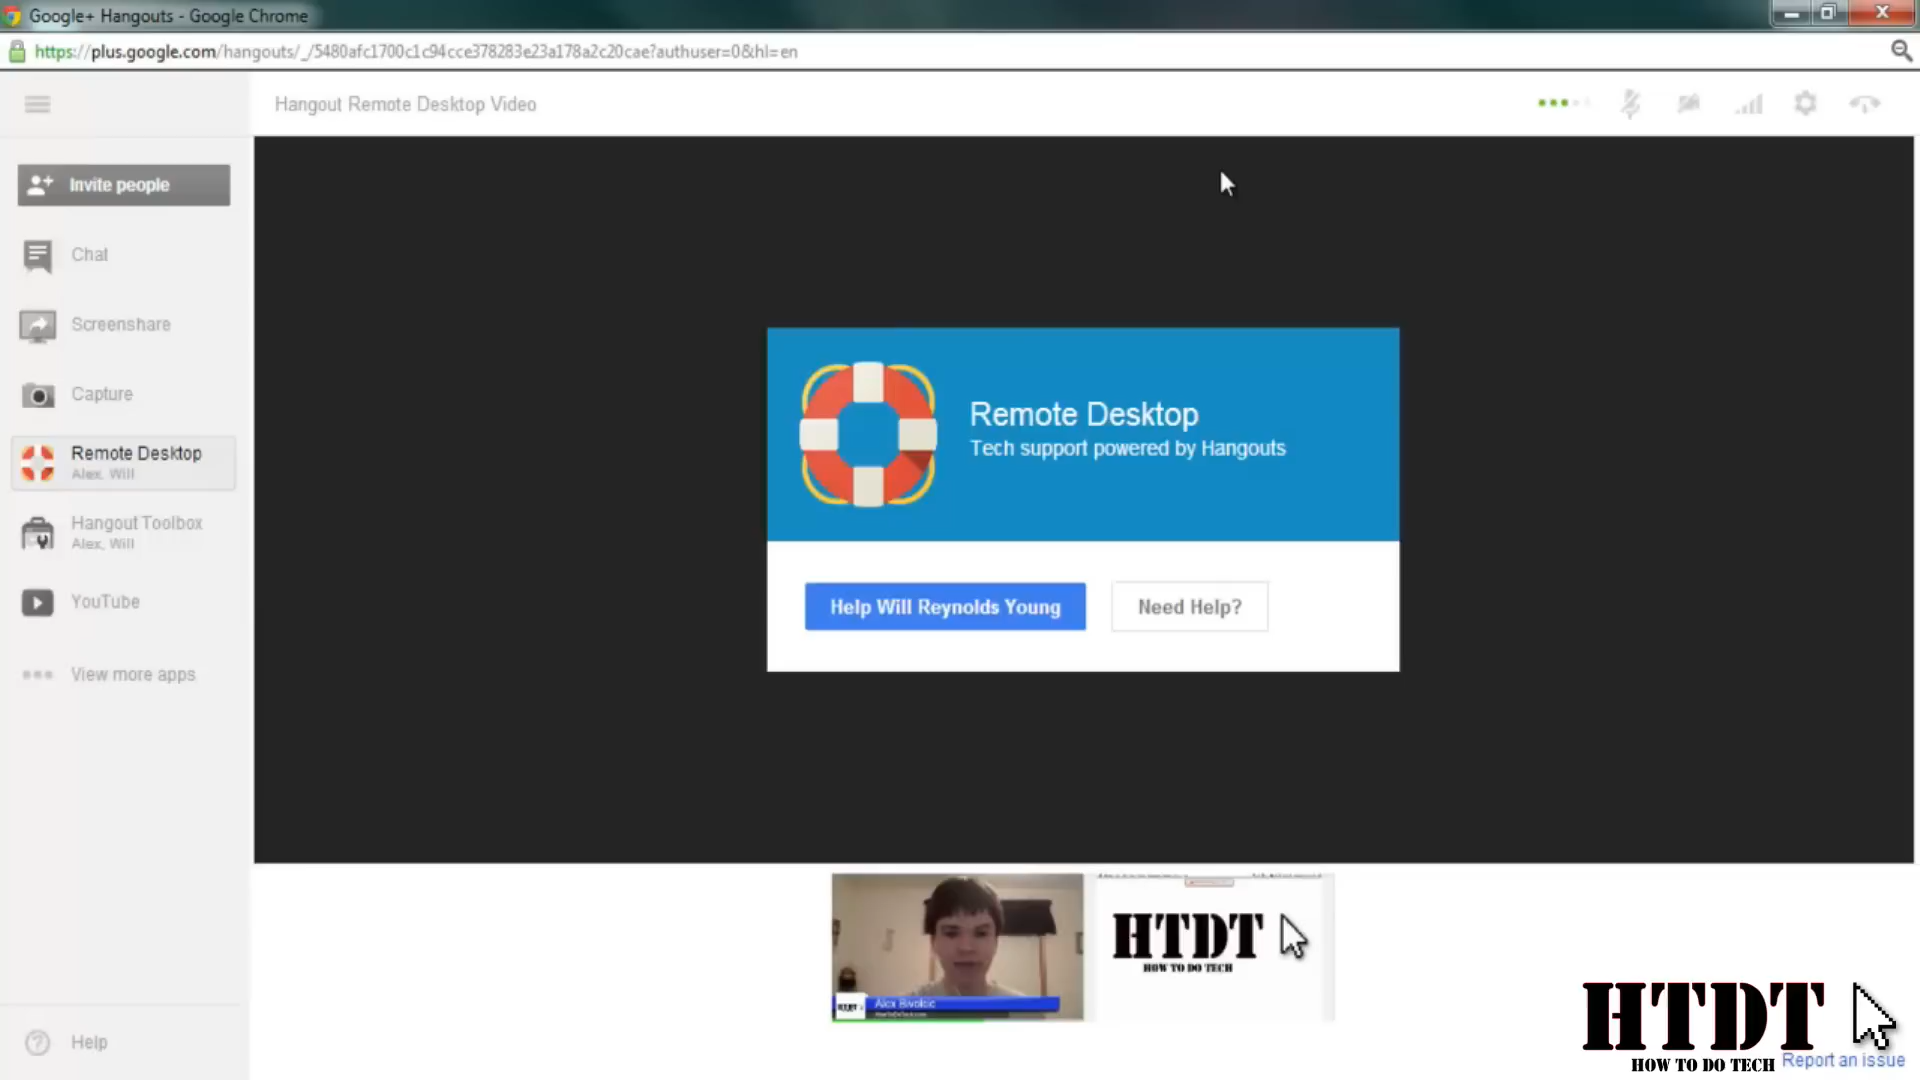 Google+ Hangouts - Google Chrome
https://plus.google.com/hangouts/_/5480afc1700c1c94cce378283e23a178a2c20cae?authuser=0&hl=en
Hangout Remote Desktop Video
Invite people
Chat
Screenshare
Capture
Remote Desktop
Alex, Will
Hangout Toolbox
Alex, Will
YouTube
View more apps
Remote Desktop
Tech support powered by Hangouts
Help Will Reynolds Young
Need Help?
HTDT
HOW TO DO TECH
Help
HTDT
HOW TO DO TECH
Report an issue